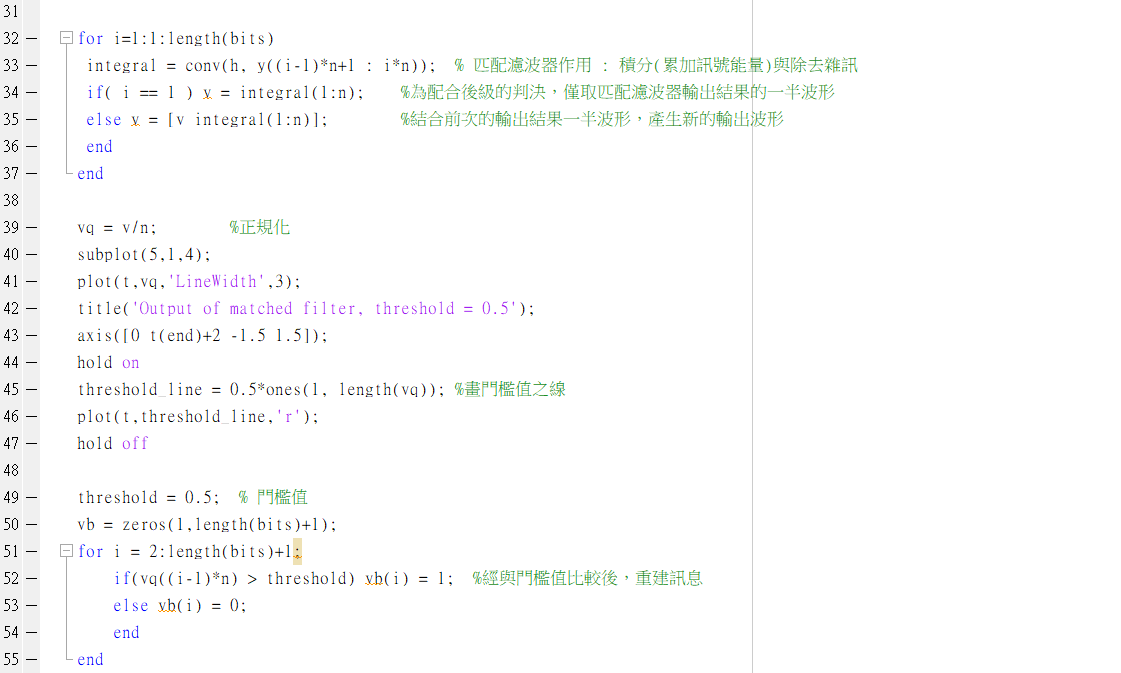 31
32 for i=1:1:length(bits)
33 integral = conv(h, y((i-1)*n+1 : i*n)); % 匹配濾波器作用 : 積分(累加訊號能量)與除去雜訊
34 if( i == 1 ) v = integral(1:n); %為配合後級的判決，僅取匹配濾波器輸出結果的一半波形
35 else v = [v integral(1:n)]; %結合前次的輸出結果一半波形，產生新的輸出波形
36 end
37 end
38
39 vq = v/n; %正規化
40 subplot(5,1,4);
41 plot(t,vq,'LineWidth',3);
42 title('Output of matched filter, threshold = 0.5');
43 axis([0 t(end)+2 -1.5 1.5]);
44 hold on
45 threshold_line = 0.5*ones(1, length(vq)); %畫門檻值之線
46 plot(t,threshold_line,'r');
47 hold off
48
49 threshold = 0.5; % 門檻值
50 vb = zeros(1,length(bits)+1);
51 for i = 2:length(bits)+1;
52 if(vq((i-1)*n) > threshold) vb(i) = 1; %經與門檻值比較後，重建訊息
53 else vb(i) = 0;
54 end
55 end